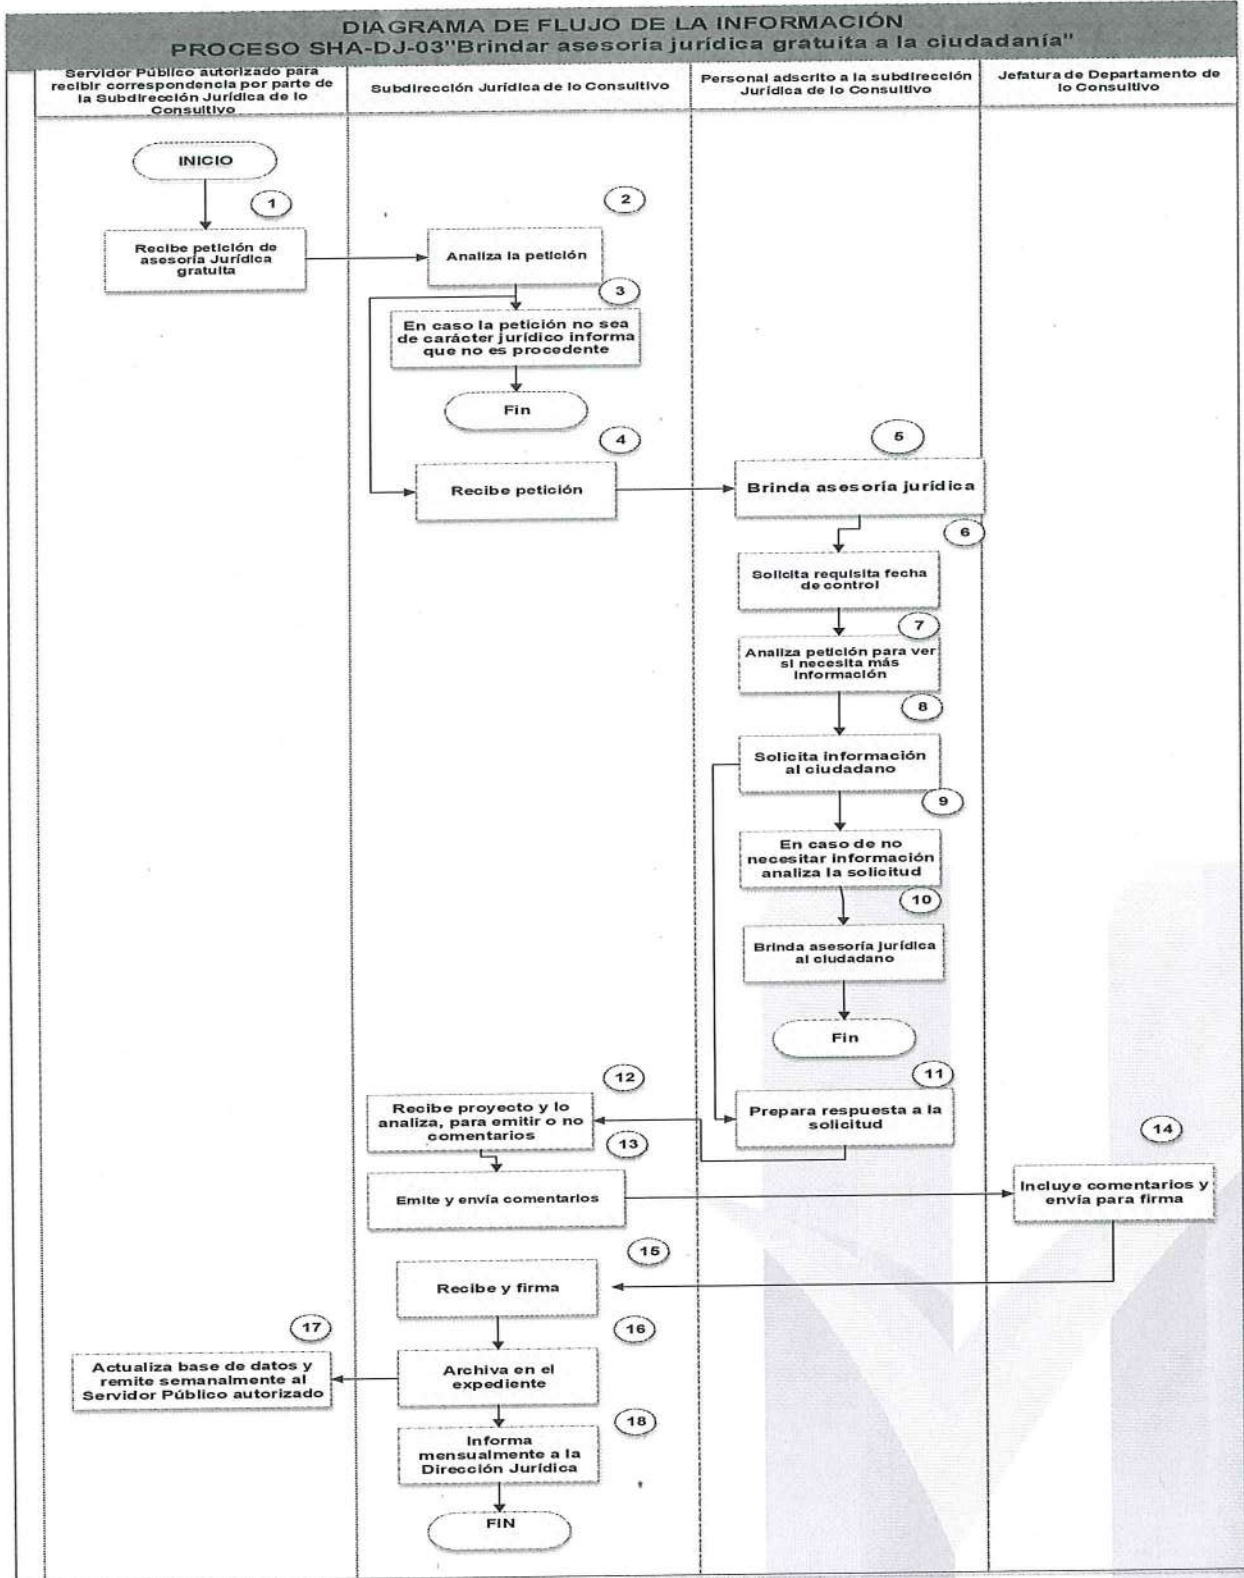 DIAGRAMA DE FLUJO DE LA INFORMACIÓN
PROCESO SHA-DJ-03"Brindar asesoría jurídica gratuita a la ciudadanía"
Servidor Público autorizado para
recibir correspondencia por parte de
la Subdirección Jurídica de lo
Consultivo
Subdirección Jurídica de lo Consultivo
Personal adscrito a la subdirección
Jurídica de lo Consultivo
Jefatura de Departamento de
lo Consultivo
INICIO
1
Recibe petición de
asesoría Jurídica
gratuita
2
Analiza la petición
3
En caso la petición no sea
de carácter jurídico informa
que no es procedente
Fin
4
Recibe petición
5
Brinda asesoría jurídica
6
Solicita requisita fecha
de control
7
Analiza petición para ver
si necesita más
Información
8
Solicita información
al ciudadano
9
En caso de no
necesitar información
analiza la solicitud
10
Brinda asesoría jurídica
al ciudadano
Fin
11
Prepara respuesta a la
solicitud
12
Recibe proyecto y lo
analiza, para emitir o no
comentarios
13
Emite y envía comentarios
14
Incluye comentarios y
envía para firma
15
Recibe y firma
16
Archiva en el
expediente
17
Actualiza base de datos y
remite semanalmente al
Servidor Público autorizado
18
Informa
mensualmente a la
Dirección Jurídica
FIN